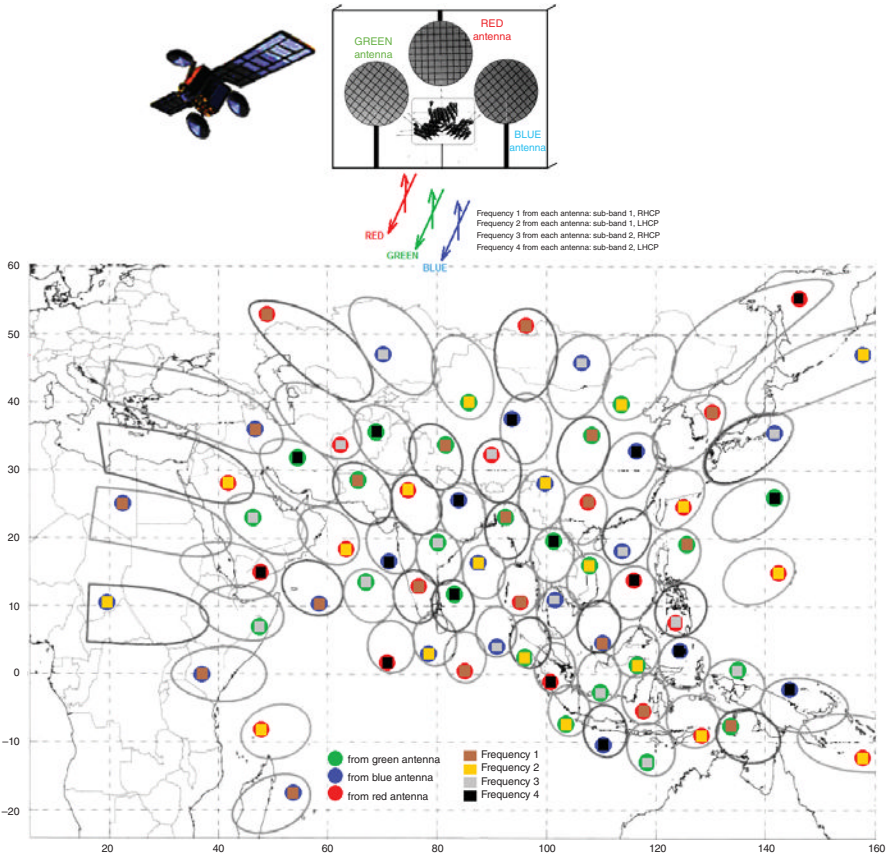 RED
antenna
GREEN
antenna
BLUE
antenna
RED
GREEN
BLUE
Frequency 1 from each antenna: sub-band 1, RHCP
Frequency 2 from each antenna: sub-band 1, LHCP
Frequency 3 from each antenna: sub-band 2, RHCP
Frequency 4 from each antenna: sub-band 2, LHCP
60
50
40
30
20
10
0
–10
–20
from green antenna
from blue antenna
from red antenna
Frequency 1
Frequency 2
Frequency 3
Frequency 4
20
40
60
80
100
120
140
160